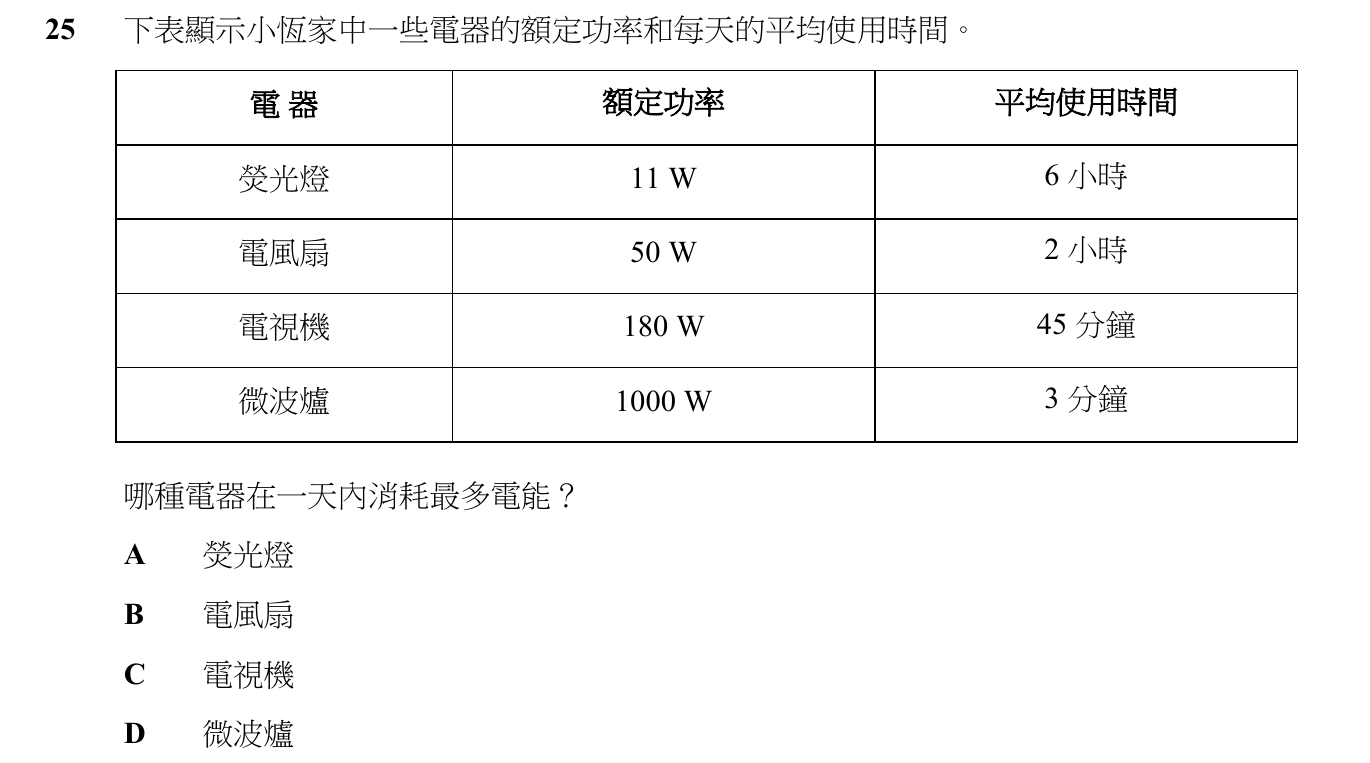 25 下表顯示小恆家中一些電器的額定功率和每天的平均使用時間。
電 器 額定功率 平均使用時間
熒光燈 11 W 6 小時
電風扇 50 W 2 小時
電視機 180 W 45 分鐘
微波爐 1000 W 3 分鐘
哪種電器在一天內消耗最多電能？
A 熒光燈
B 電風扇
C 電視機
D 微波爐